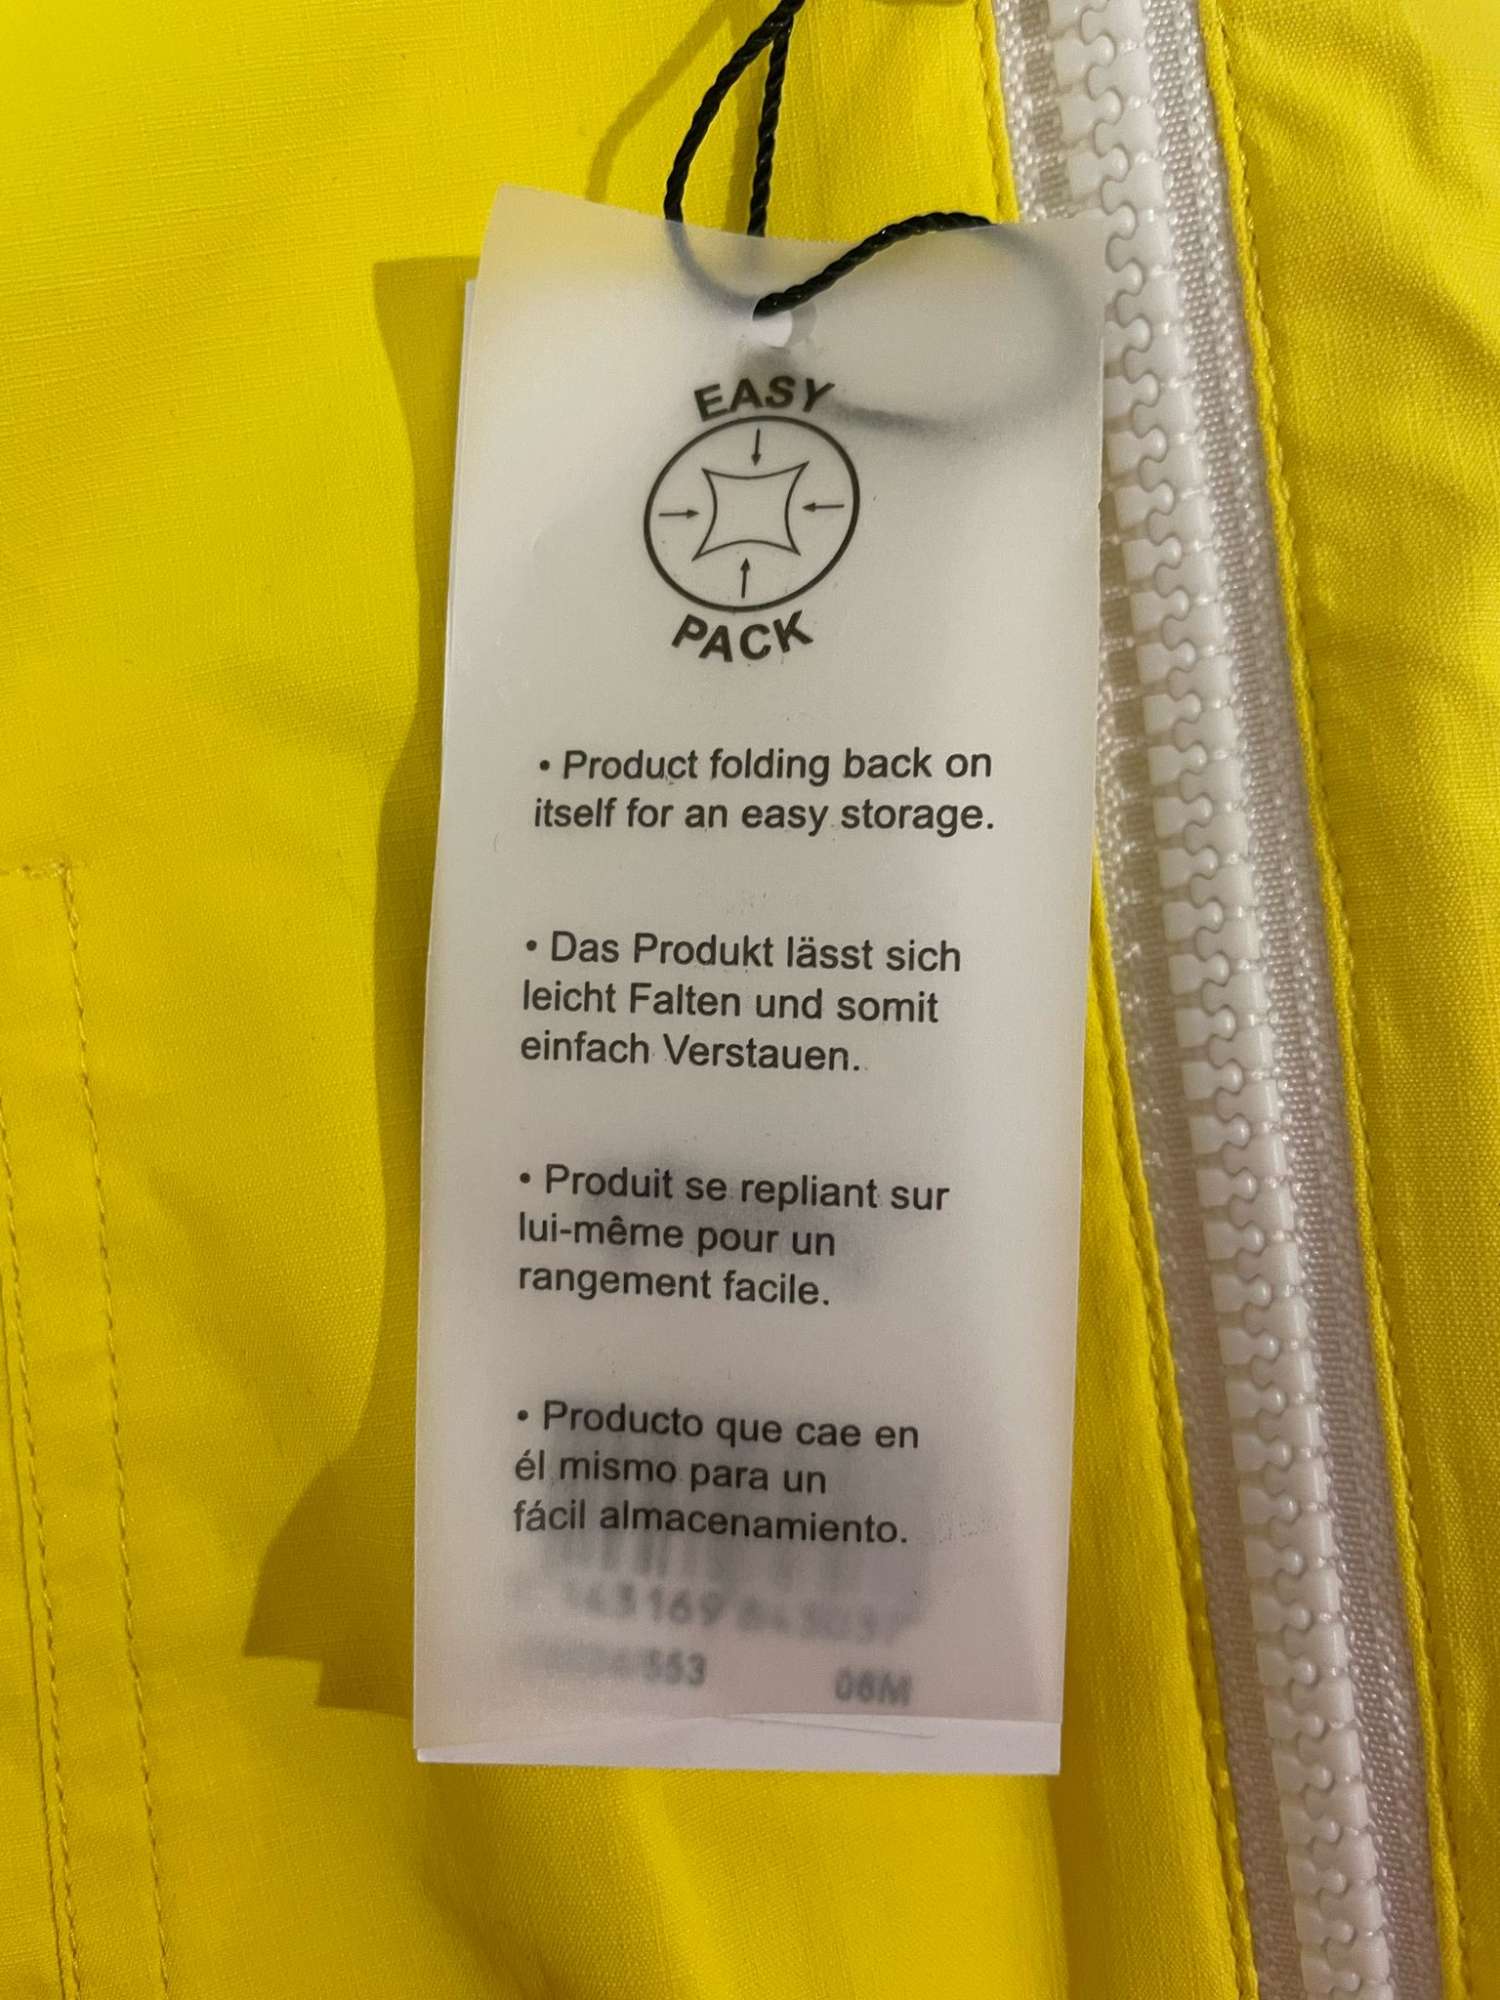 EASY
PACK
• Product folding back on
itself for an easy storage.
• Das Produkt lässt sich
leicht Falten und somit
einfach Verstauen.
• Produit se repliant sur
lui-même pour un
rangement facile.
• Producto que cae en
él mismo para un
fácil almacenamiento.